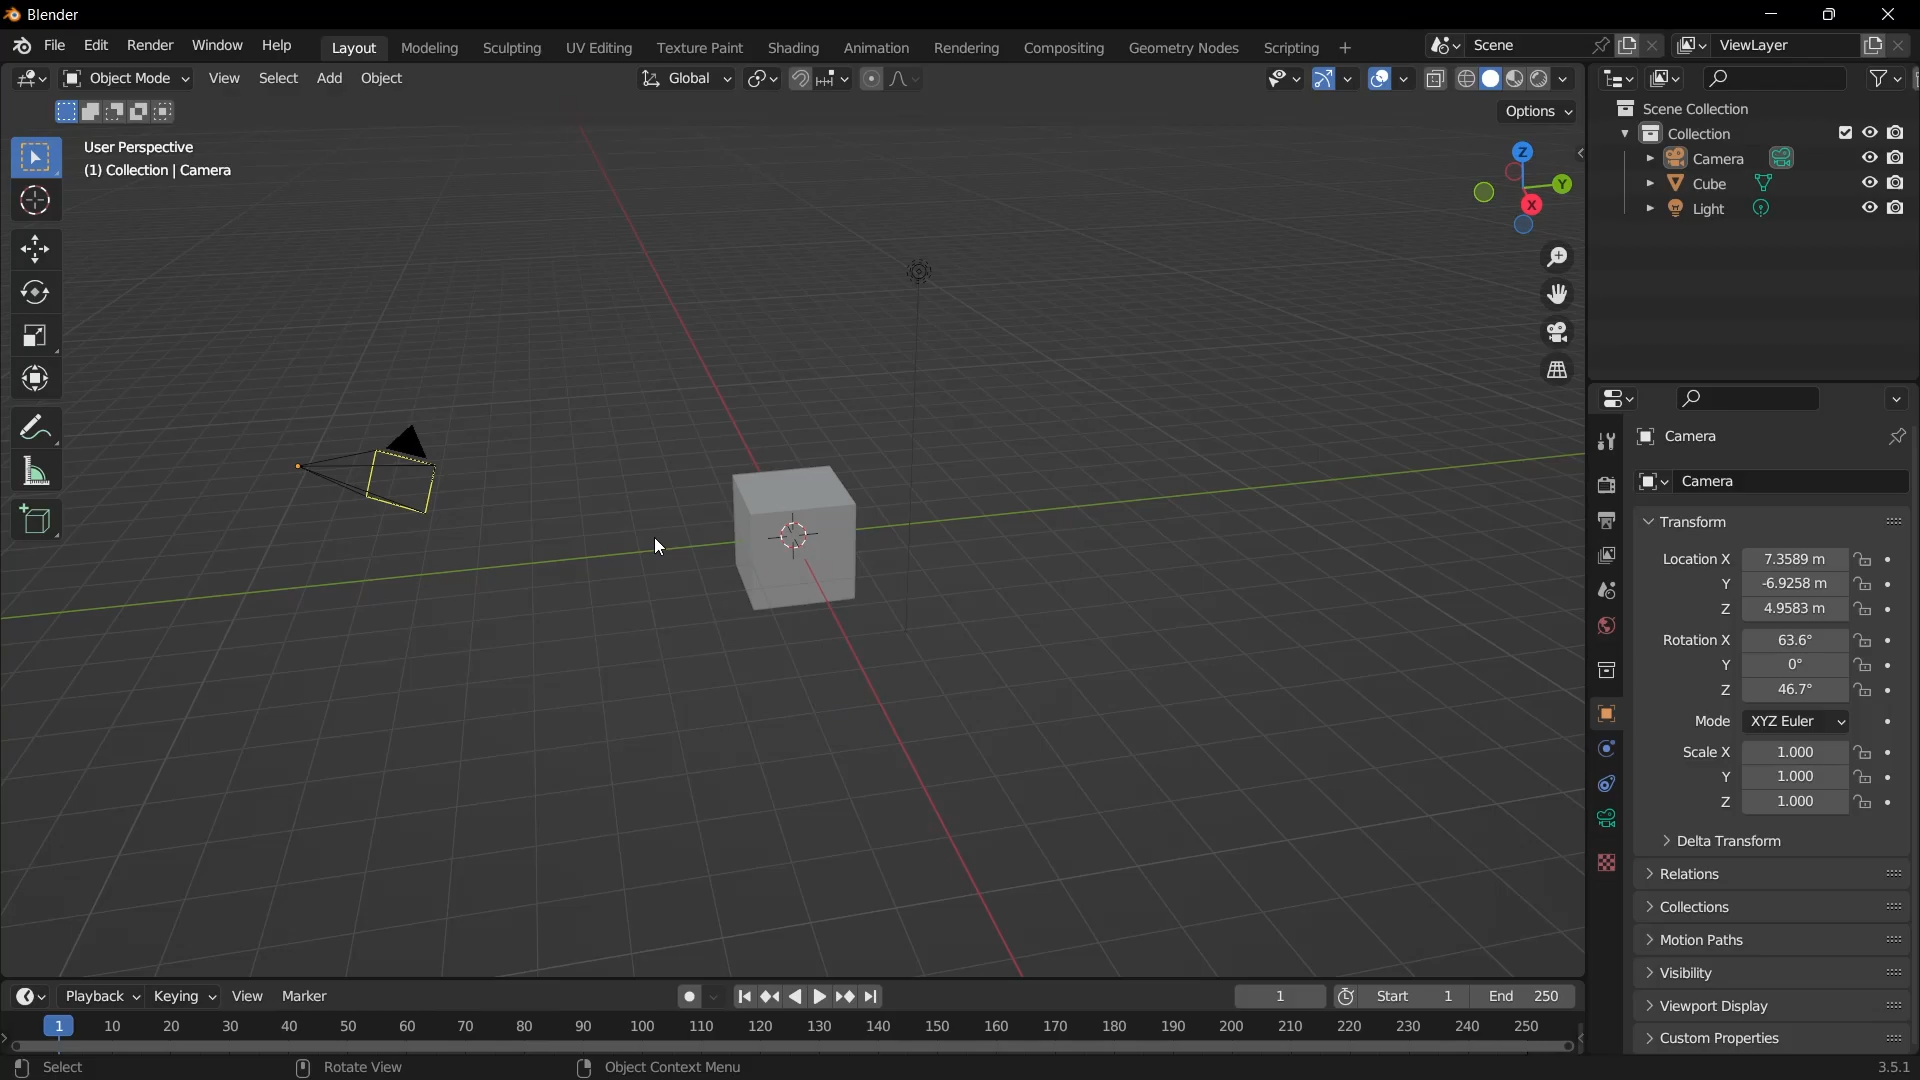 Blender
File Edit Render Window Help Layout Modeling Sculpting UV Editing Texture Paint Shading Animation Rendering Compositing Geometry Nodes Scripting + Scene ViewLayer
Object Mode View Select Add Object Global
Options
User Perspective
(1) Collection | Camera
Z
Y
X
Scene Collection
Collection
Camera
Cube
Light
Camera
Camera
Transform
Location X 7.3589 m
Y -6.9258 m
Z 4.9583 m
Rotation X 63.6°
Y 0°
Z 46.7°
Mode XYZ Euler
Scale X 1.000
Y 1.000
Z 1.000
Delta Transform
Relations
Collections
Motion Paths
Visibility
Viewport Display
Custom Properties
Playback Keying View Marker 1 Start 1 End 250
1 10 20 30 40 50 60 70 80 90 100 110 120 130 140 150 160 170 180 190 200 210 220 230 240 250
Select Rotate View Object Context Menu 3.5.1